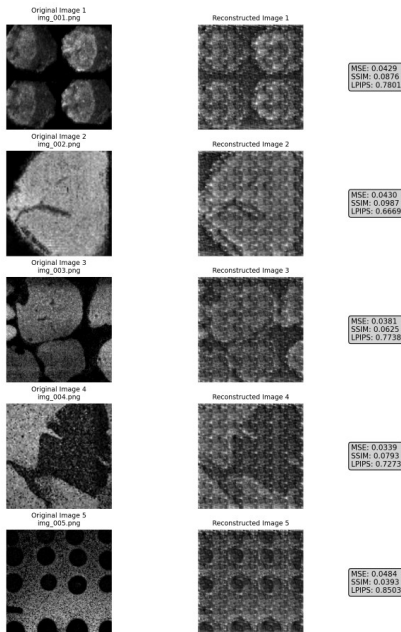 Original Image 1
img_001.png
Reconstructed Image 1
MSE: 0.0429
SSIM: 0.0876
LPIPS: 0.7801
Original Image 2
img_002.png
Reconstructed Image 2
MSE: 0.0430
SSIM: 0.0987
LPIPS: 0.6669
Original Image 3
img_003.png
Reconstructed Image 3
MSE: 0.0381
SSIM: 0.0625
LPIPS: 0.7738
Original Image 4
img_004.png
Reconstructed Image 4
MSE: 0.0339
SSIM: 0.0793
LPIPS: 0.7273
Original Image 5
img_005.png
Reconstructed Image 5
MSE: 0.0484
SSIM: 0.0393
LPIPS: 0.8503